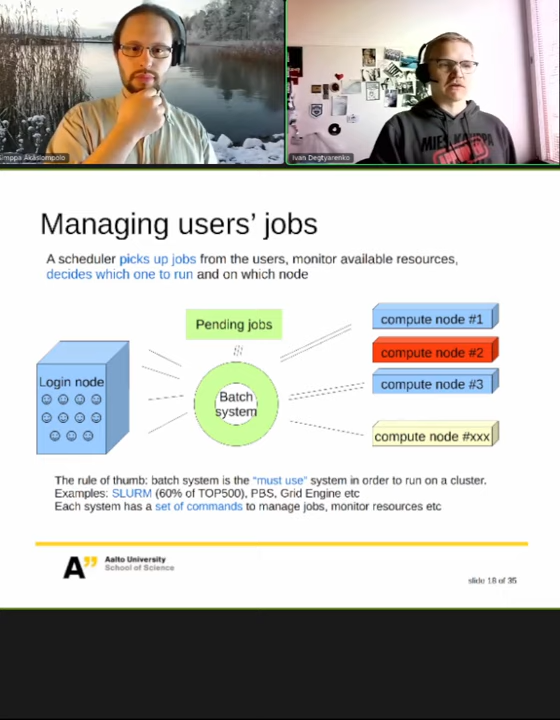 Simppa Äkäslompolo
Ivan Degtyarenko
MIES KAUPPA
Managing users' jobs
A scheduler picks up jobs from the users, monitor available resources,
decides which one to run and on which node
Pending jobs
Login node
Batch
system
compute node #1
compute node #2
compute node #3
compute node #xxx
The rule of thumb: batch system is the “must use” system in order to run on a cluster.
Examples: SLURM (60% of TOP500), PBS, Grid Engine etc
Each system has a set of commands to manage jobs, monitor resources etc
A”
Aalto University
School of Science
slide 18 of 35